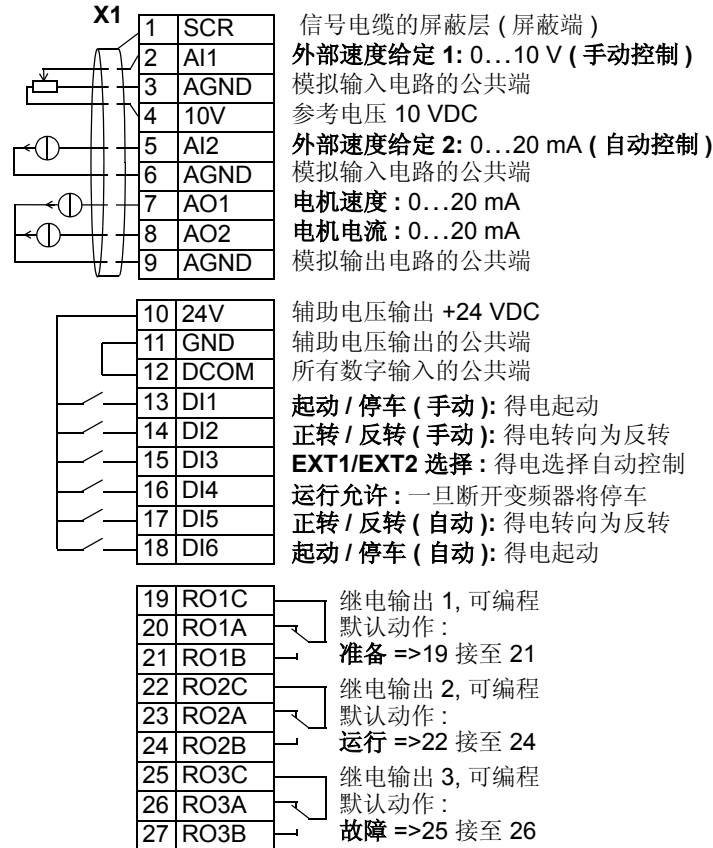 X1
1 SCR 信号电缆的屏蔽层 ( 屏蔽端 )
2 AI1 外部速度给定 1: 0…10 V ( 手动控制 )
3 AGND 模拟输入电路的公共端
4 10V 参考电压 10 VDC
5 AI2 外部速度给定 2: 0…20 mA ( 自动控制 )
6 AGND 模拟输入电路的公共端
7 AO1 电机速度 : 0…20 mA
8 AO2 电机电流 : 0…20 mA
9 AGND 模拟输出电路的公共端
10 24V 辅助电压输出 +24 VDC
11 GND 辅助电压输出的公共端
12 DCOM 所有数字输入的公共端
13 DI1 起动 / 停车 ( 手动 ): 得电起动
14 DI2 正转 / 反转 ( 手动 ): 得电转向为反转
15 DI3 EXT1/EXT2 选择 : 得电选择自动控制
16 DI4 运行允许 : 一旦断开变频器将停车
17 DI5 正转 / 反转 ( 自动 ): 得电转向为反转
18 DI6 起动 / 停车 ( 自动 ): 得电起动
19 RO1C 继电输出 1, 可编程
20 RO1A 默认动作 :
21 RO1B 准备 =>19 接至 21
22 RO2C 继电输出 2, 可编程
23 RO2A 默认动作 :
24 RO2B 运行 =>22 接至 24
25 RO3C 继电输出 3, 可编程
26 RO3A 默认动作 :
27 RO3B 故障 =>25 接至 26